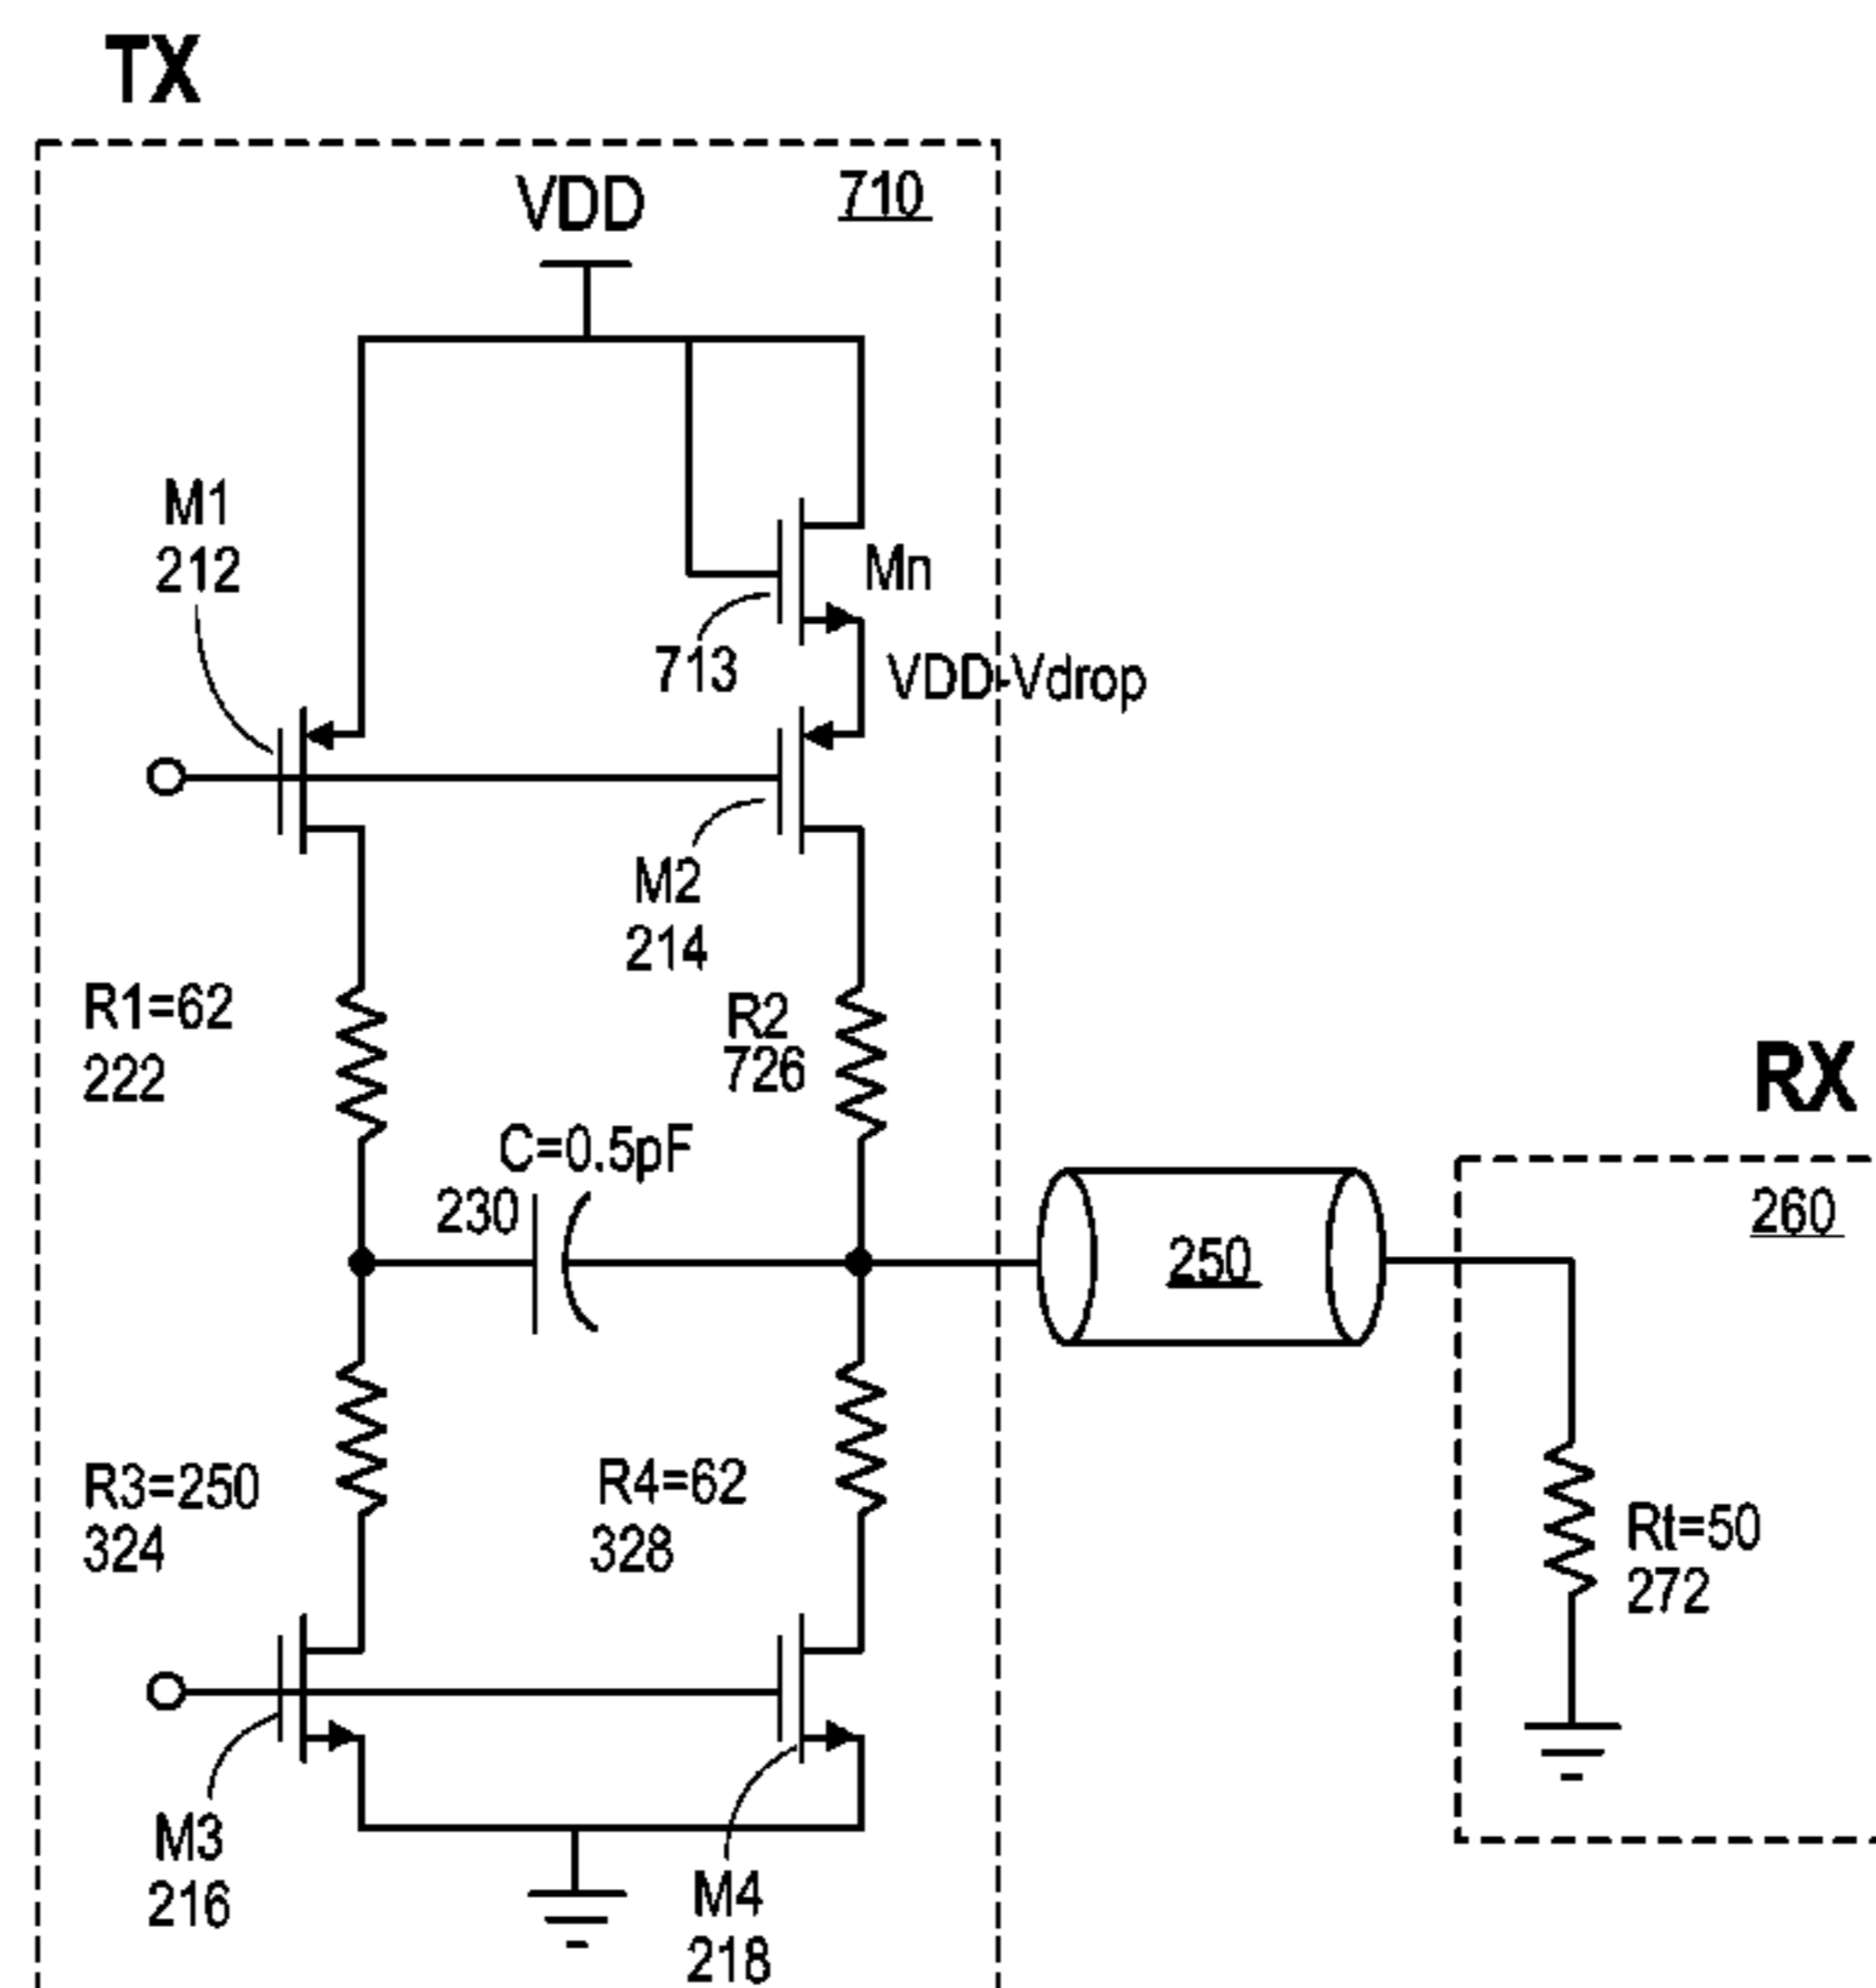 TX
VDD
710
M1
212
Mn
713
VDD-Vdrop
M2
214
R1=62
222
R2
726
RX
C=0.5pF
230
250
260
R3=250
324
R4=62
328
Rt=50
272
M3
216
M4
218